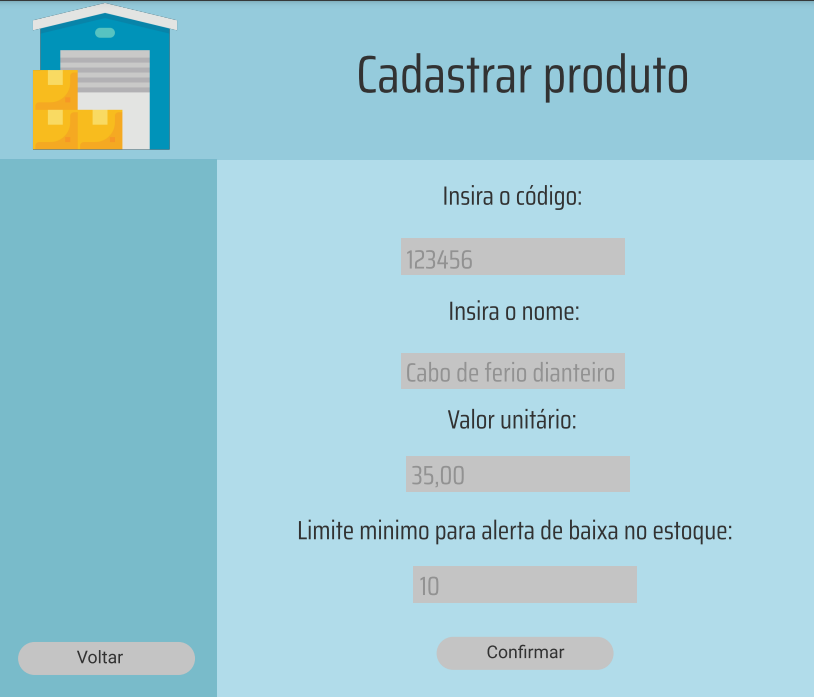 Cadastrar produto
Insira o código:
123456
Insira o nome:
Cabo de ferio dianteiro
Valor unitário:
35,00
Limite minimo para alerta de baixa no estoque:
10
Voltar
Confirmar